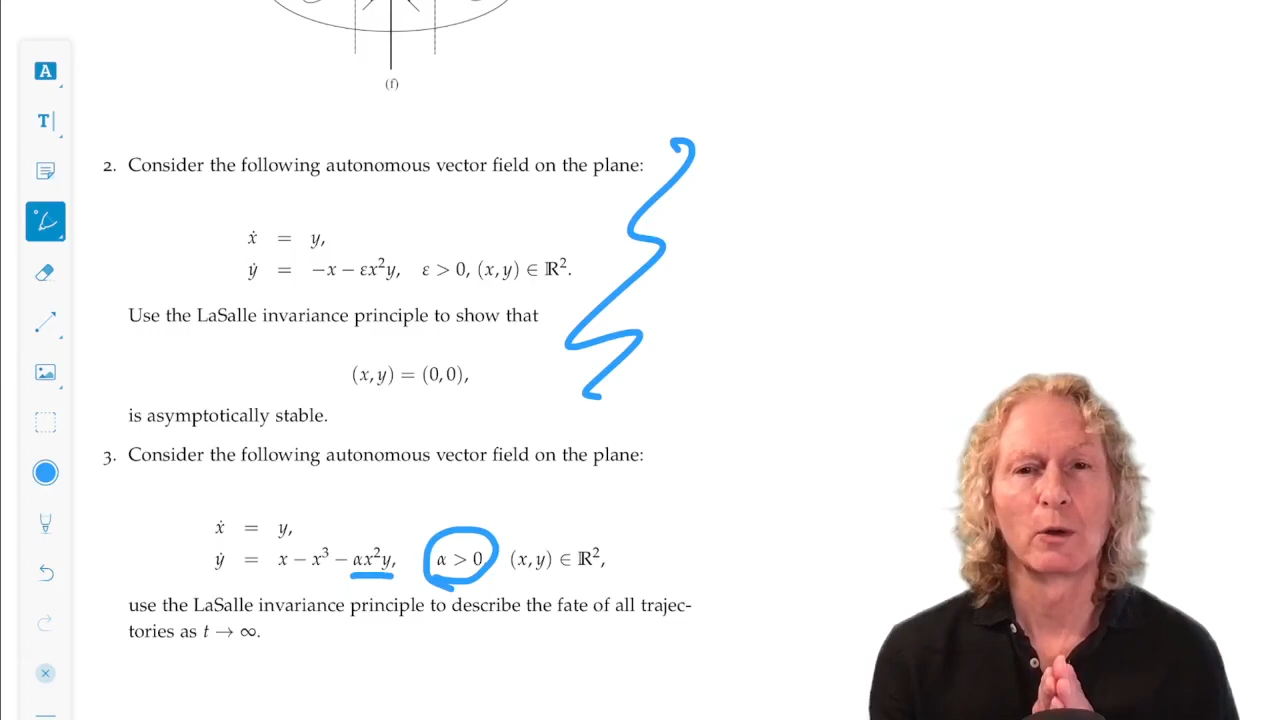 (f)
2. Consider the following autonomous vector field on the plane:
ẋ = y,
ẏ = −x − εx²y, ε > 0, (x, y) ∈ ℝ².
Use the LaSalle invariance principle to show that
(x, y) = (0, 0),
is asymptotically stable.
3. Consider the following autonomous vector field on the plane:
ẋ = y,
ẏ = x − x³ − αx²y, α > 0 (x, y) ∈ ℝ²,
use the LaSalle invariance principle to describe the fate of all trajec-
tories as t → ∞.
A
T|